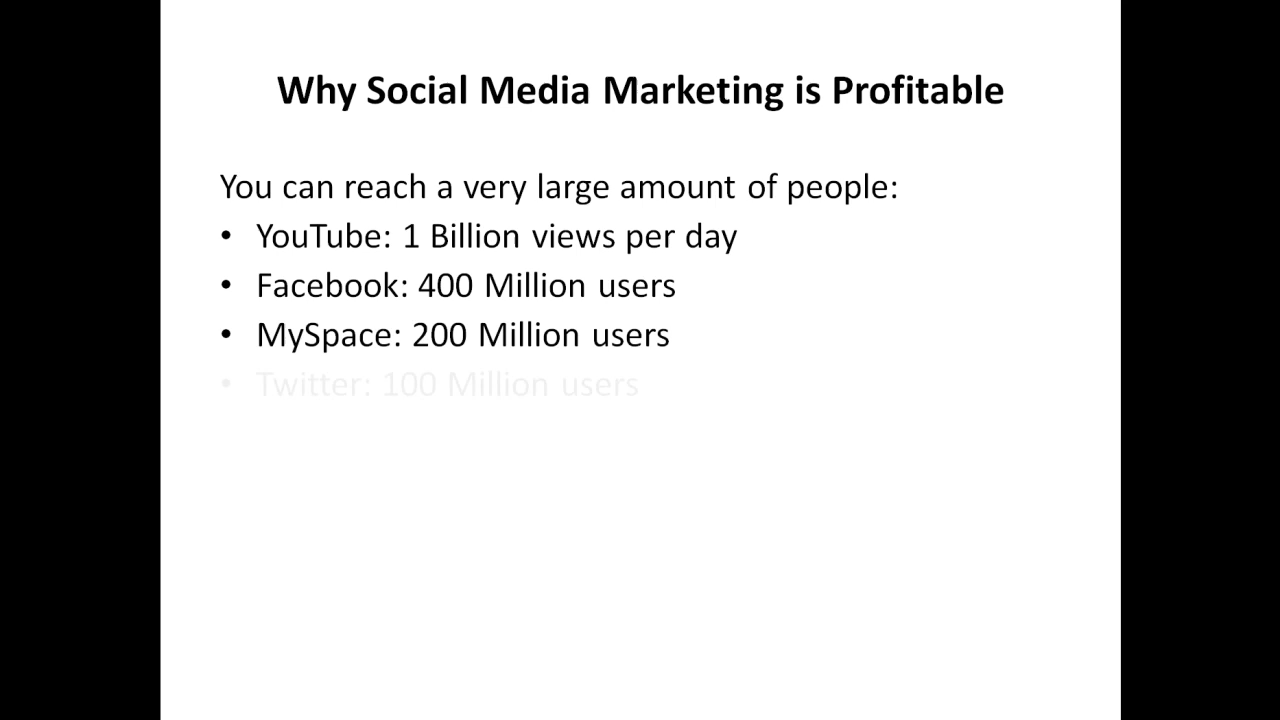 Why Social Media Marketing is Profitable
You can reach a very large amount of people:
• YouTube: 1 Billion views per day
• Facebook: 400 Million users
• MySpace: 200 Million users
• Twitter: 100 Million users